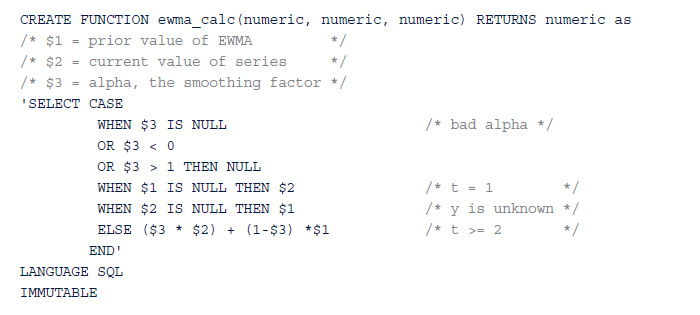 CREATE FUNCTION ewma_calc(numeric, numeric, numeric) RETURNS numeric as
/* $1 = prior value of EWMA */
/* $2 = current value of series */
/* $3 = alpha, the smoothing factor */
'SELECT CASE
WHEN $3 IS NULL /* bad alpha */
OR $3 < 0
OR $3 > 1 THEN NULL
WHEN $1 IS NULL THEN $2 /* t = 1 */
WHEN $2 IS NULL THEN $1 /* y is unknown */
ELSE ($3 * $2) + (1-$3) *$1 /* t >= 2 */
END'
LANGUAGE SQL
IMMUTABLE